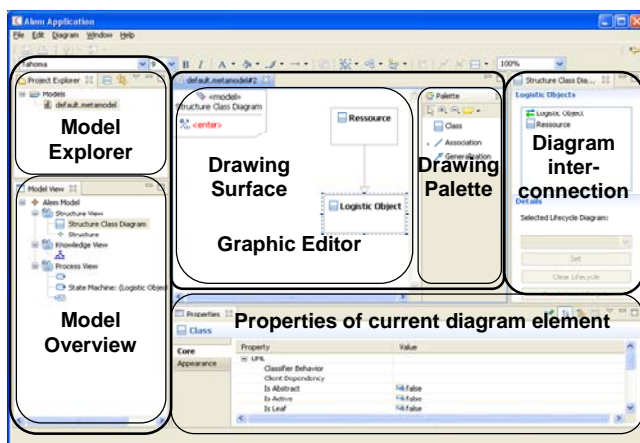 Alem Application
File Edit Diagram Window Help
Tahoma 9 B I A 100%
Project Explorer
Models
default.metamodel
Model
Explorer
Model View
Alem Model
Structure View
Structure Class Diagram
Structure
Knowledge View
Process View
State Machine: (Logistic Objec
Model
Overview
default.metamodel#2
«model»
Structure Class Diagram
<center>
Ressource
Logistic Object
Drawing
Surface
Graphic Editor
Palette
Class
Association
Generalization
Drawing
Palette
Structure Class Dia...
Logistic Objects
Logistic Object
Ressource
Diagram
inter-
connection
Details
Selected Lifecycle Diagram:
Set
Clear Lifecycle
Properties
Properties of current diagram element
Class
Core
Appearance
Property Value
UML
Classifier Behavior
Client Dependency
Is Abstract false
Is Active false
Is Leaf false